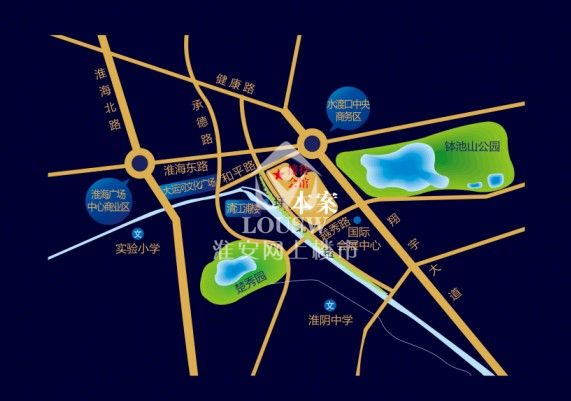 健康路
淮海北路
承德路
水渡口中央
商务区
钵池山公园
淮海东路
和平路
大运河文化广场
淮海广场
中心商业区
清江浦楼
本案
翔宇大道
越秀路
国际
会展中心
文
实验小学
LOUSW
淮安网上楼市
楚秀园
文
淮阴中学